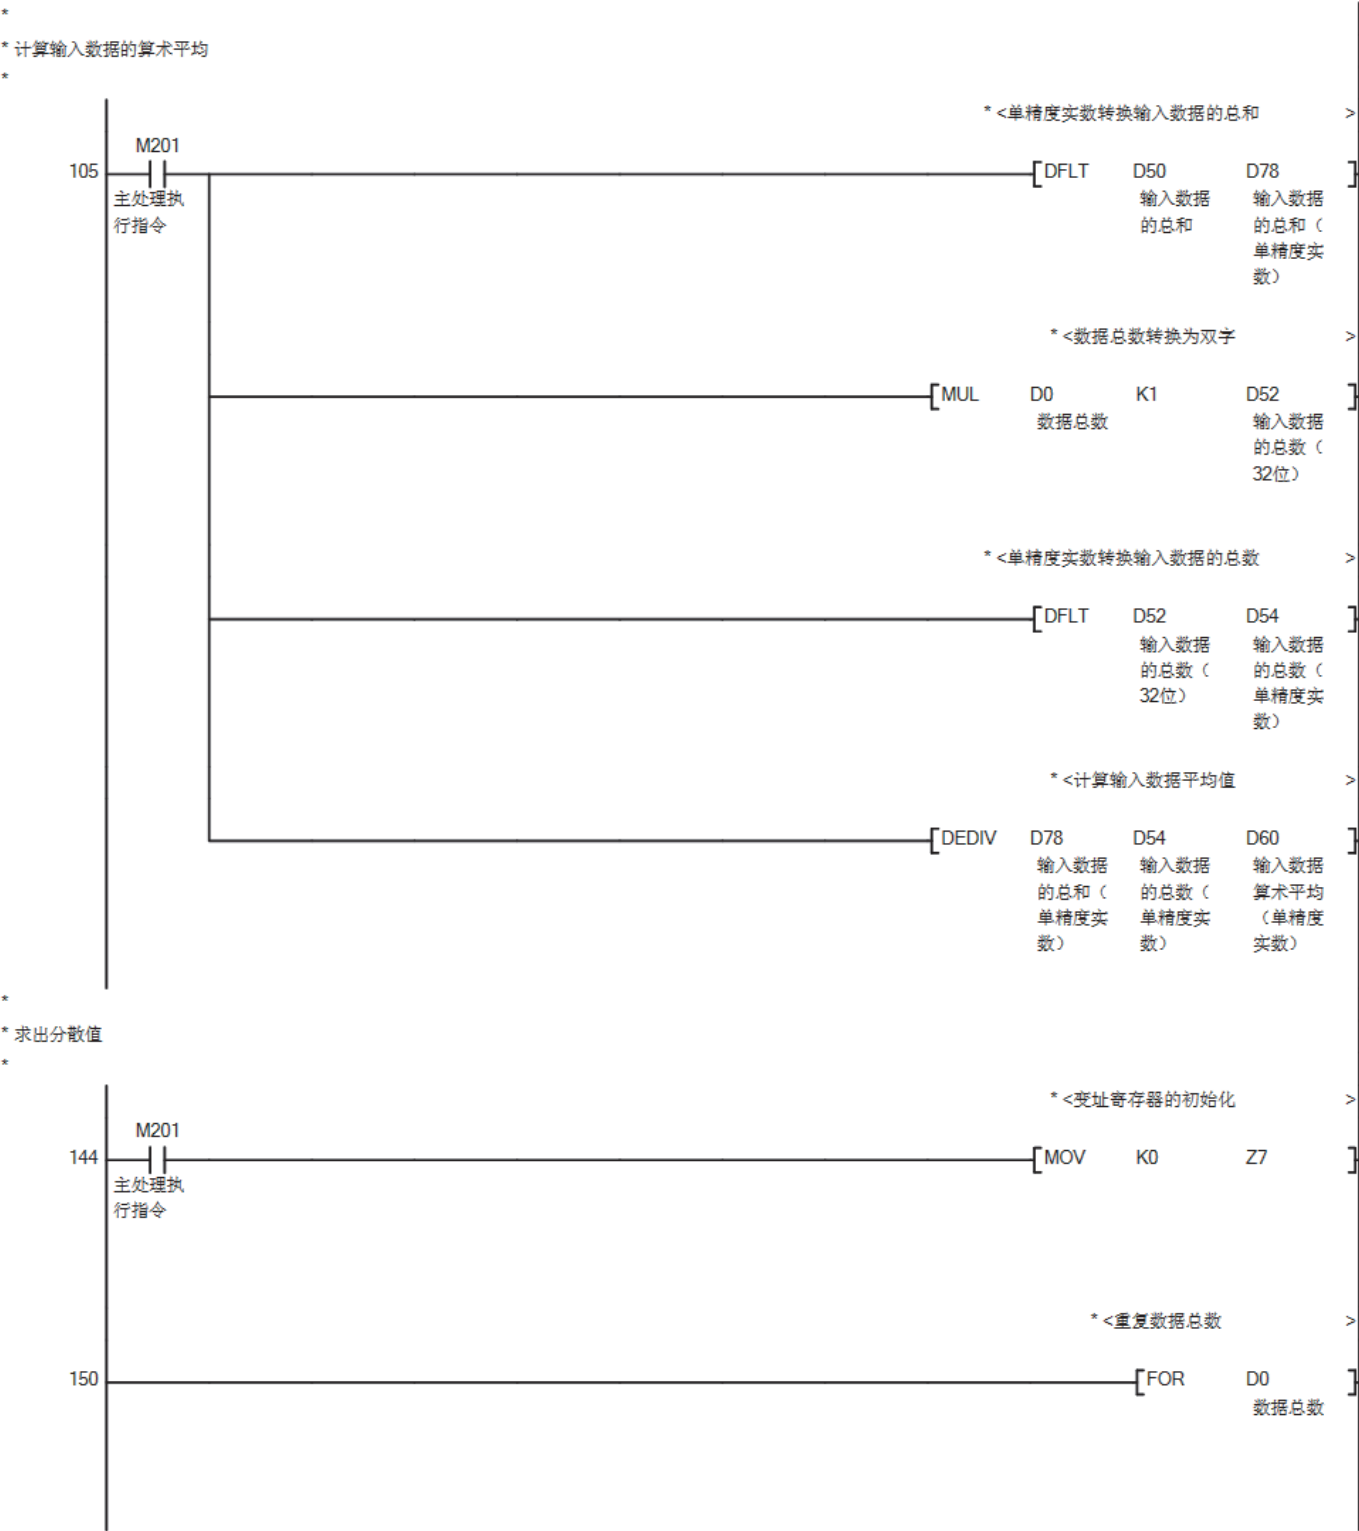 *
* 计算输入数据的算术平均
*
* <单精度实数转换输入数据的总和 >
M201
105 DFLT D50 D78
主处理执 输入数据 输入数据
行指令 的总和 的总和（
单精度实
数）
* <数据总数转换为双字 >
MUL D0 K1 D52
数据总数 输入数据
的总数（
32位）
* <单精度实数转换输入数据的总数 >
DFLT D52 D54
输入数据 输入数据
的总数（ 的总数（
32位） 单精度实
数）
* <计算输入数据平均值 >
DEDIV D78 D54 D60
输入数据 输入数据 输入数据
的总和（ 的总数（ 算术平均
单精度实 单精度实 （单精度
数） 数） 实数）
*
* 求出分散值
*
* <变址寄存器的初始化 >
M201
144 MOV K0 Z7
主处理执
行指令
* <重复数据总数 >
150 FOR D0
数据总数